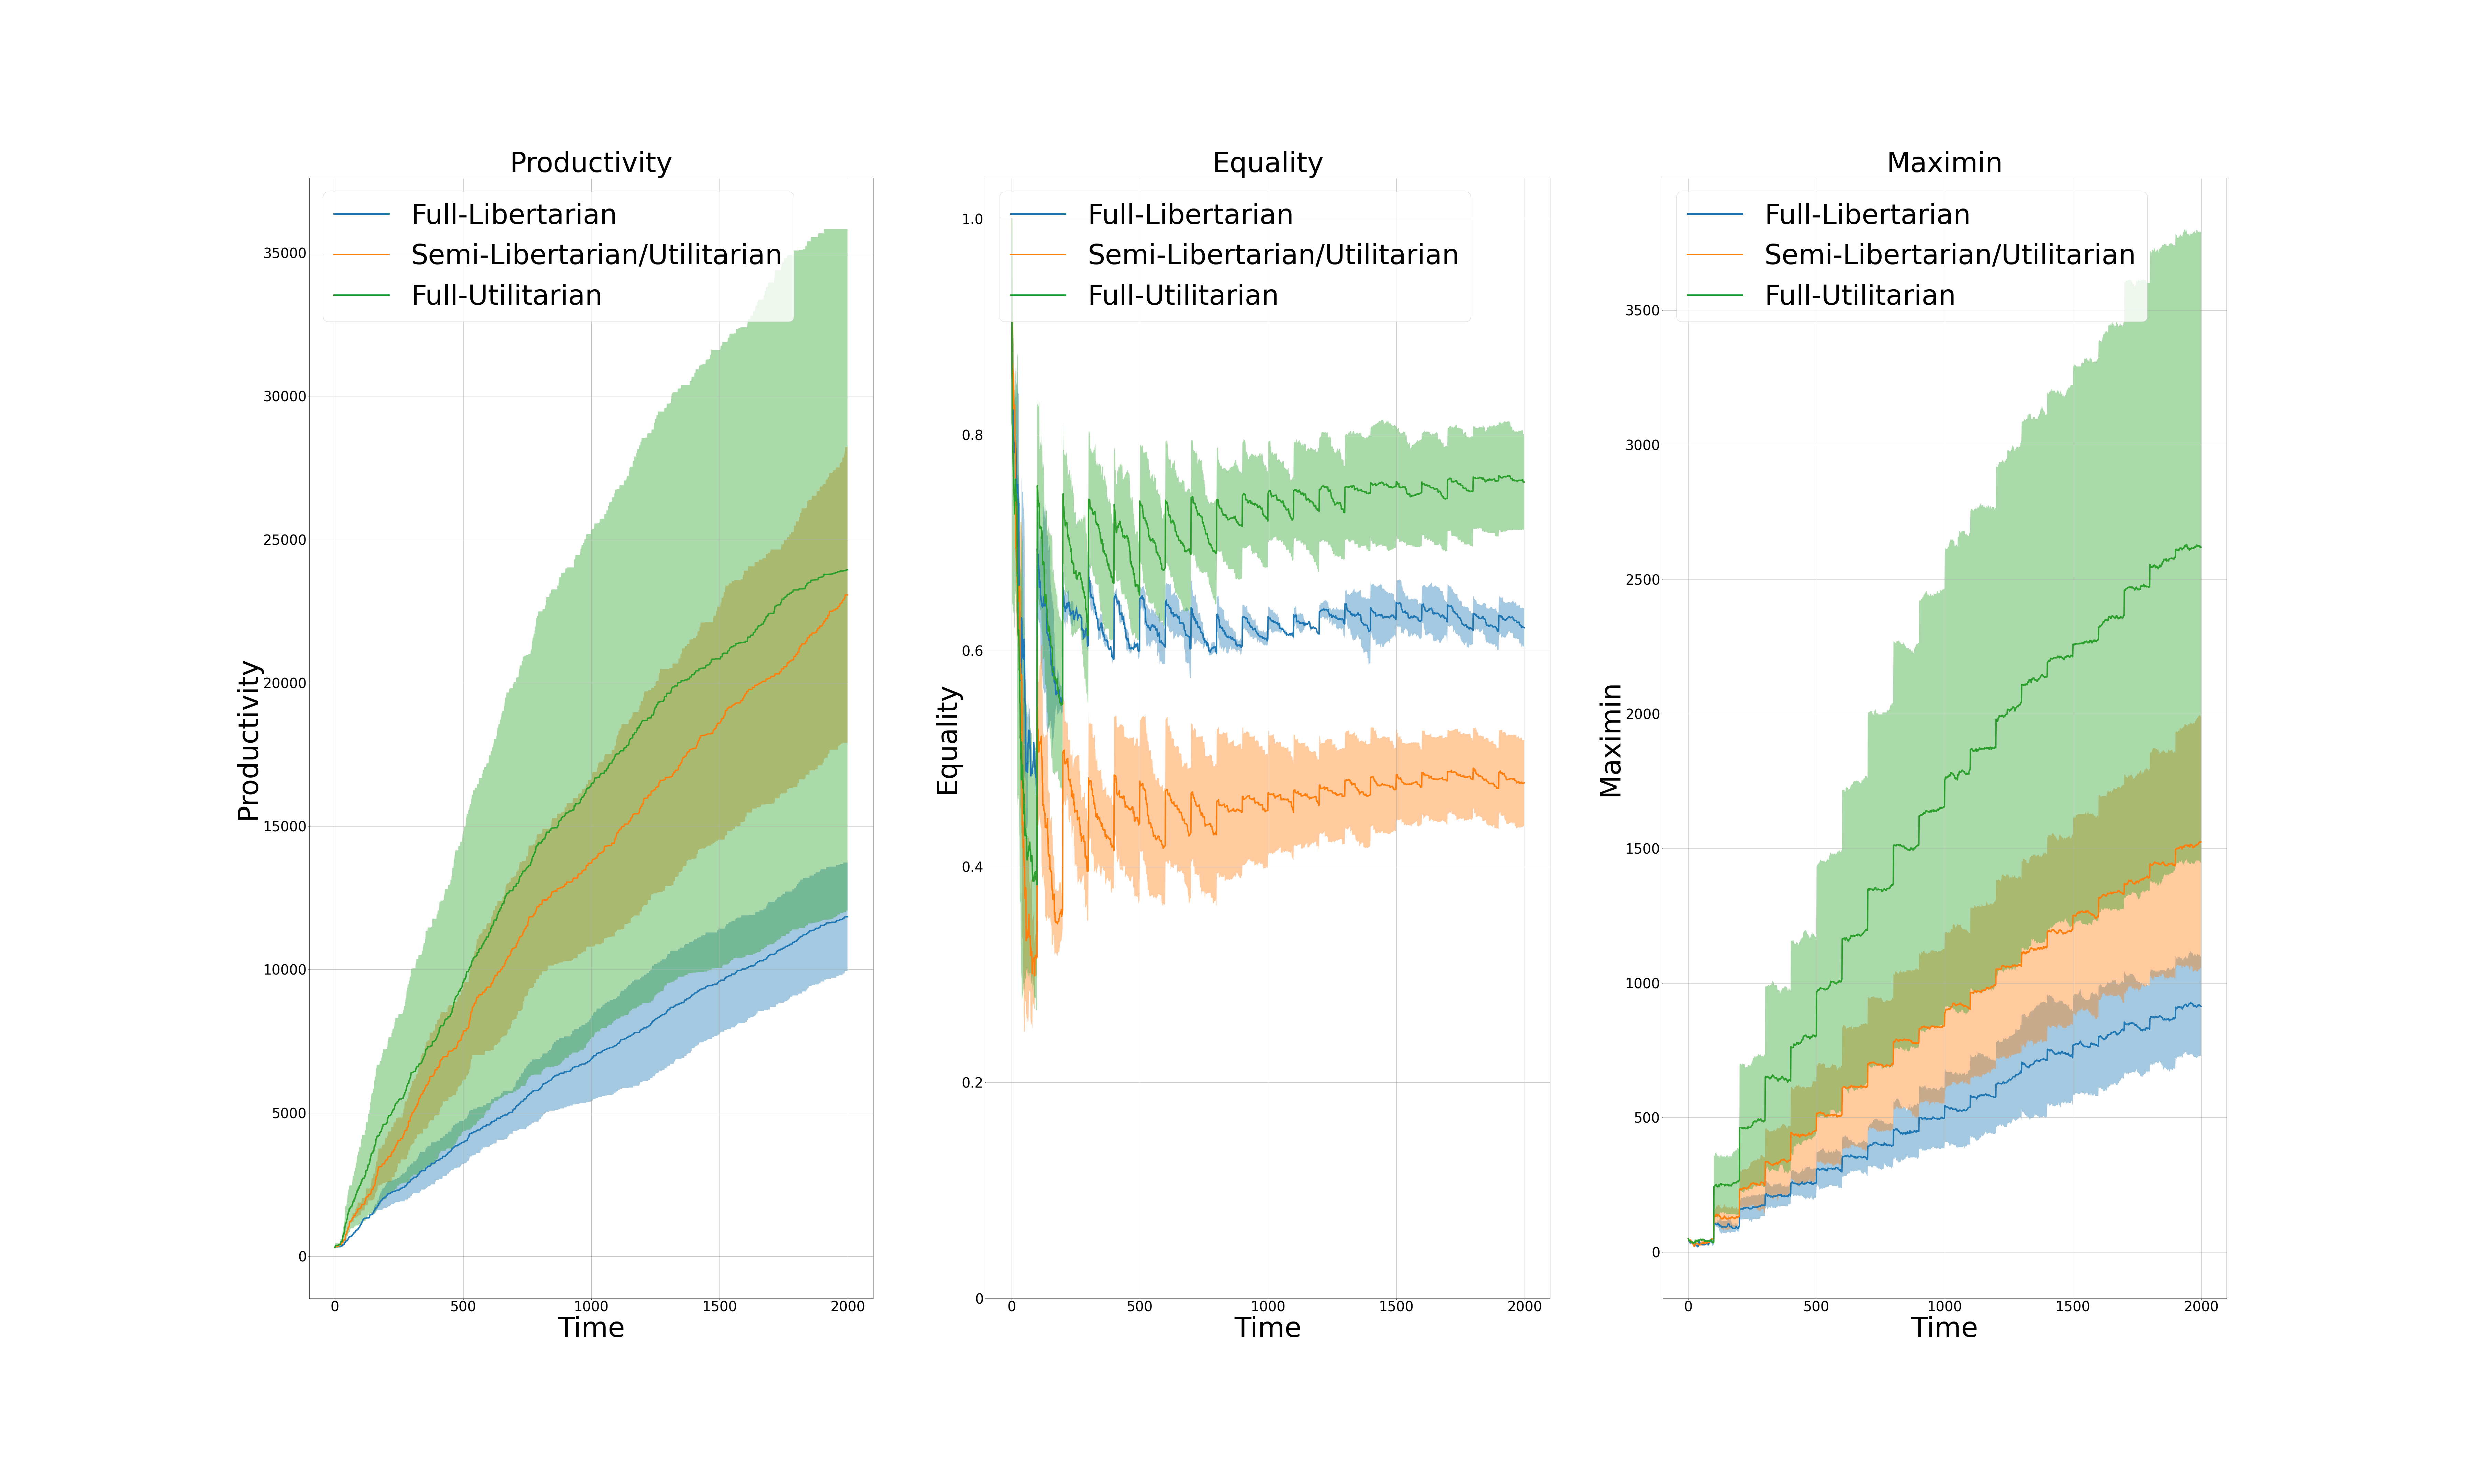 Productivity
Full-Libertarian
Semi-Libertarian/Utilitarian
Full-Utilitarian
35000
30000
25000
20000
15000
10000
5000
0
Productivity
0 500 1000 1500 2000
Time
Equality
Full-Libertarian
Semi-Libertarian/Utilitarian
Full-Utilitarian
1.0
0.8
0.6
0.4
0.2
0
Equality
0 500 1000 1500 2000
Time
Maximin
Full-Libertarian
Semi-Libertarian/Utilitarian
Full-Utilitarian
3500
3000
2500
2000
1500
1000
500
0
Maximin
0 500 1000 1500 2000
Time